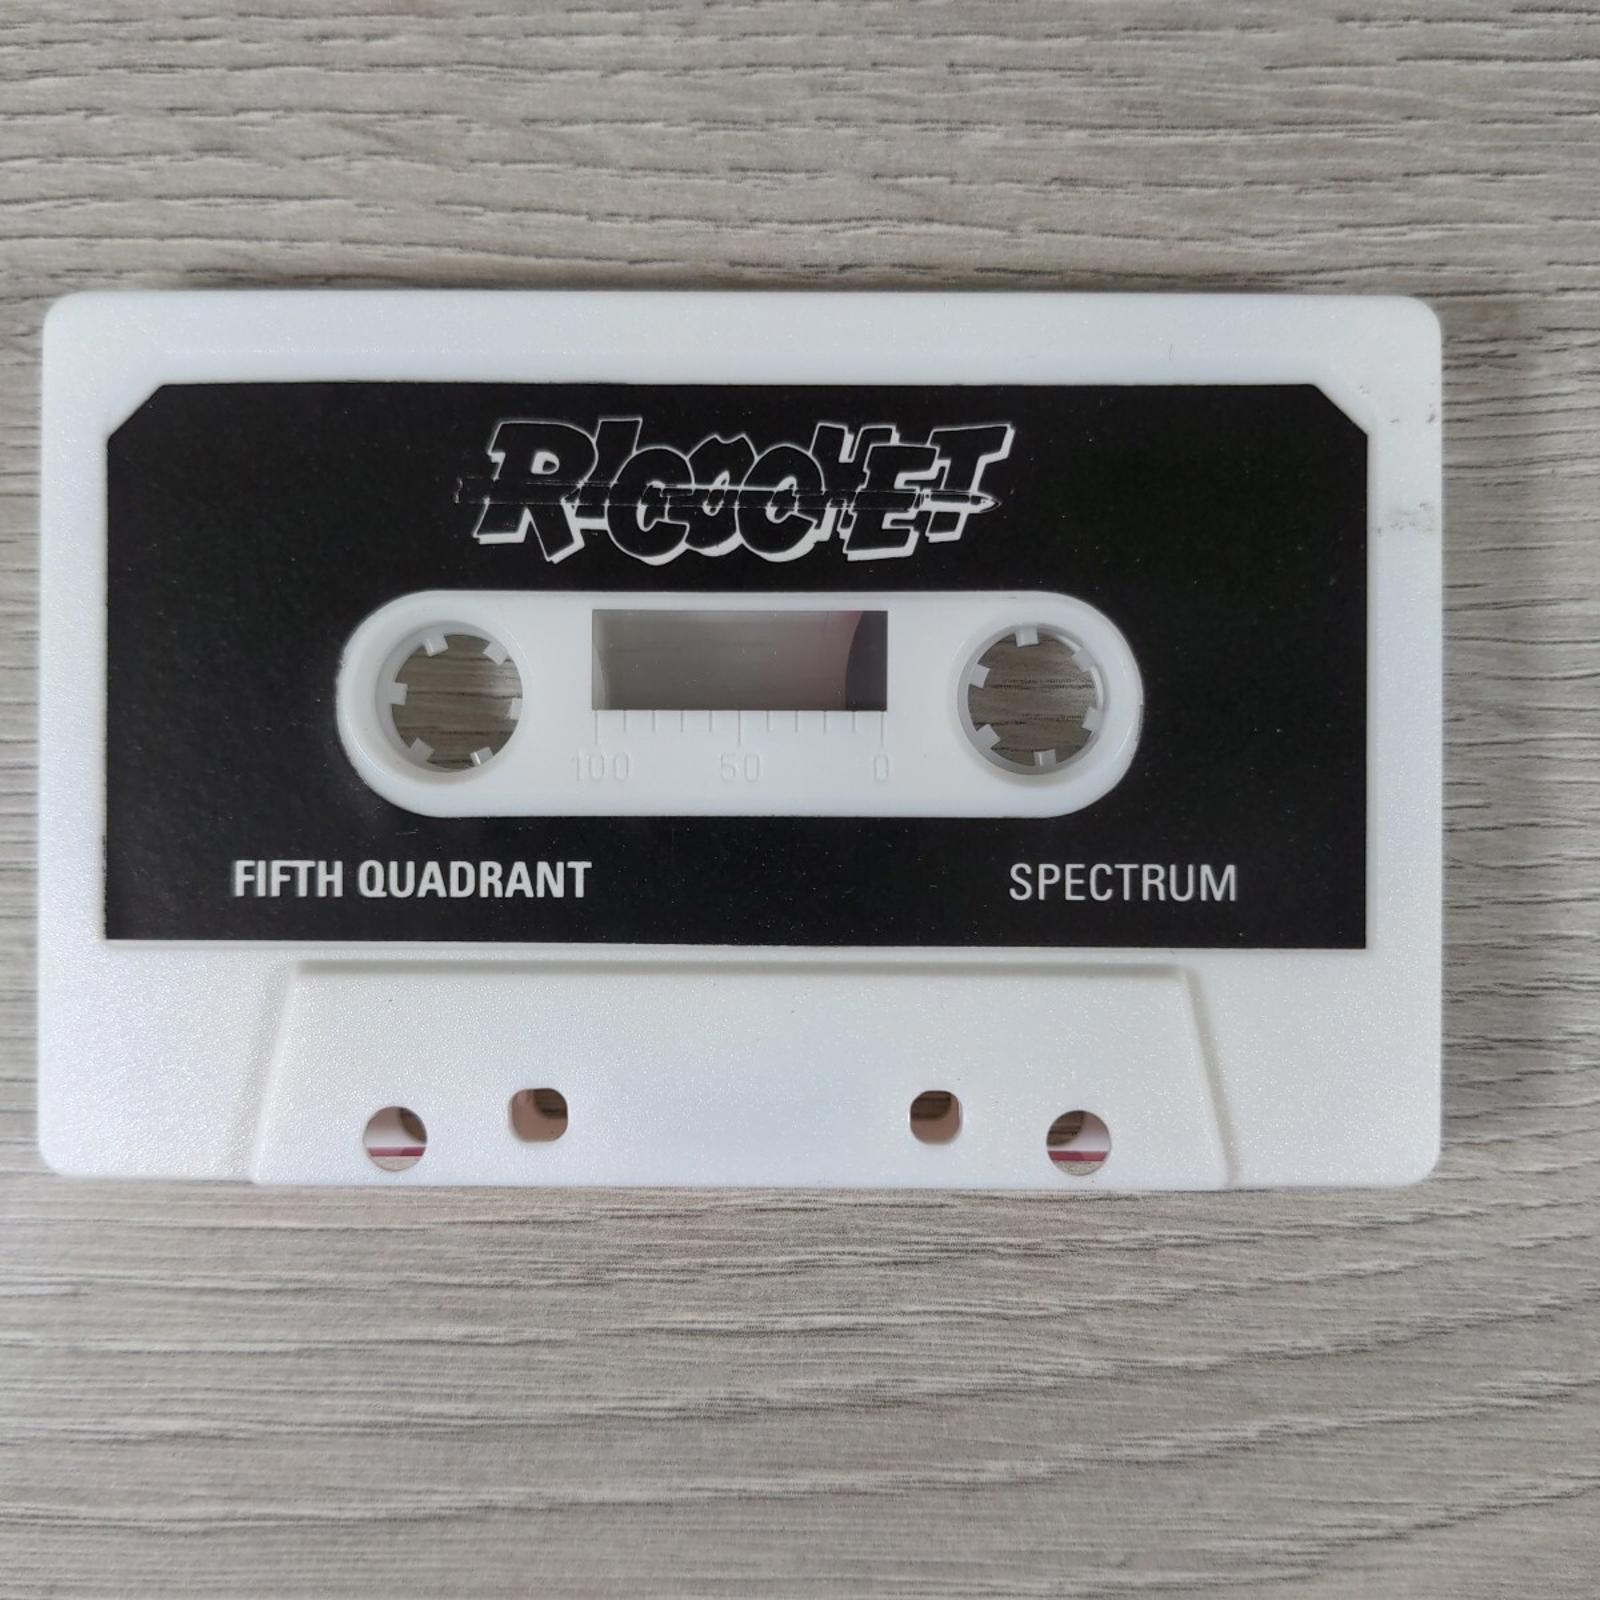 RICOCHET
100 50 0
FIFTH QUADRANT SPECTRUM